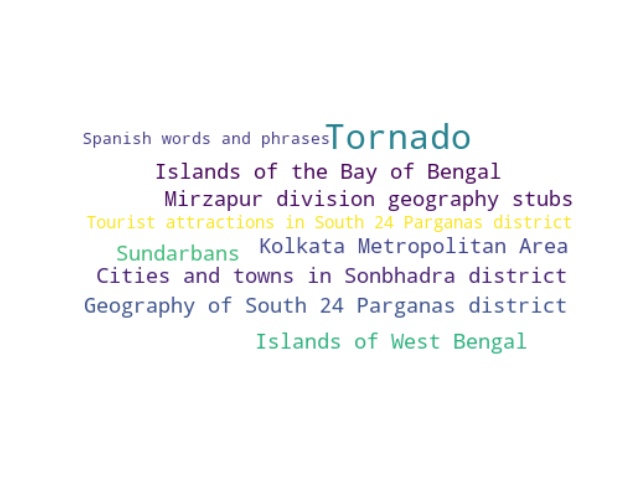 Spanish words and phrases Tornado
Islands of the Bay of Bengal
Mirzapur division geography stubs
Tourist attractions in South 24 Parganas district
Sundarbans Kolkata Metropolitan Area
Cities and towns in Sonbhadra district
Geography of South 24 Parganas district
Islands of West Bengal